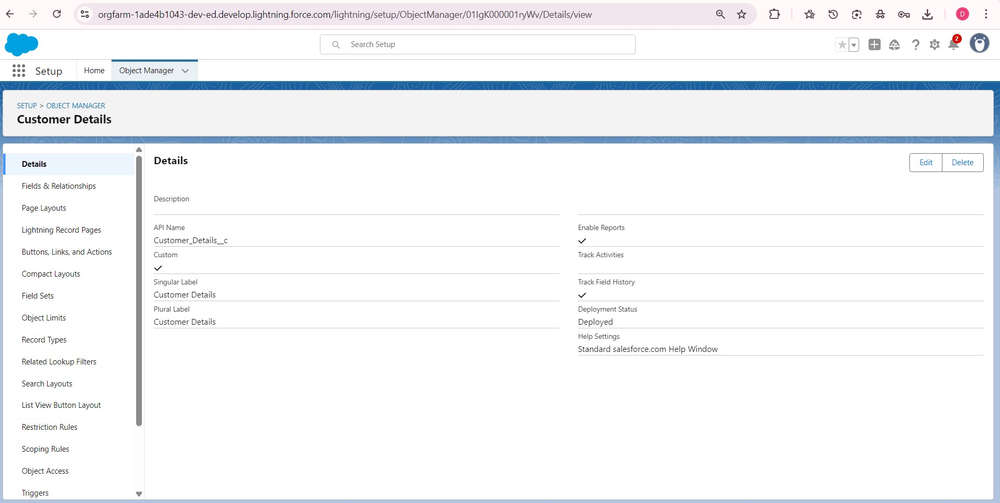 orgfarm-1ade4b1043-dev-ed.develop.lightning.force.com/lightning/setup/ObjectManager/01IgK000001ryWv/Details/view
D
Search Setup
2
Setup
Home
Object Manager
SETUP > OBJECT MANAGER
Customer Details
Details
Fields & Relationships
Page Layouts
Lightning Record Pages
Buttons, Links, and Actions
Compact Layouts
Field Sets
Object Limits
Record Types
Related Lookup Filters
Search Layouts
List View Button Layout
Restriction Rules
Scoping Rules
Object Access
Triggers
Details
Edit
Delete
Description
API Name
Customer_Details__c
Custom
Singular Label
Customer Details
Plural Label
Customer Details
Enable Reports
Track Activities
Track Field History
Deployment Status
Deployed
Help Settings
Standard salesforce.com Help Window